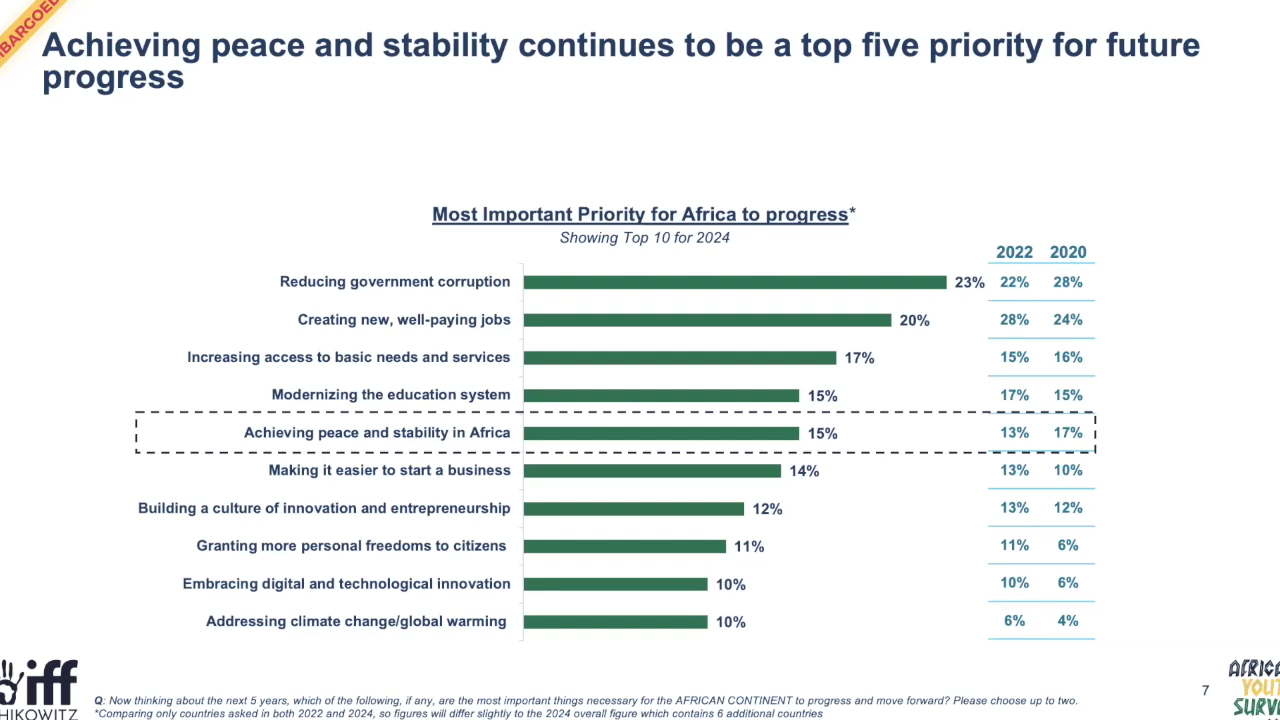 Achieving peace and stability continues to be a top five priority for future
progress
Most Important Priority for Africa to progress*
Showing Top 10 for 2024
2022 2020
Reducing government corruption 23% 22% 28%
Creating new, well-paying jobs 20% 28% 24%
Increasing access to basic needs and services 17% 15% 16%
Modernizing the education system 15% 17% 15%
Achieving peace and stability in Africa 15% 13% 17%
Making it easier to start a business 14% 13% 10%
Building a culture of innovation and entrepreneurship 12% 13% 12%
Granting more personal freedoms to citizens 11% 11% 6%
Embracing digital and technological innovation 10% 10% 6%
Addressing climate change/global warming 10% 6% 4%
iff
HIKOWITZ
Q: Now thinking about the next 5 years, which of the following, if any, are the most important things necessary for the AFRICAN CONTINENT to progress and move forward? Please choose up to two.
*Comparing only countries asked in both 2022 and 2024, so figures will differ slightly to the 2024 overall figure which contains 6 additional countries
7
AFRICA
YOUT
SURVE